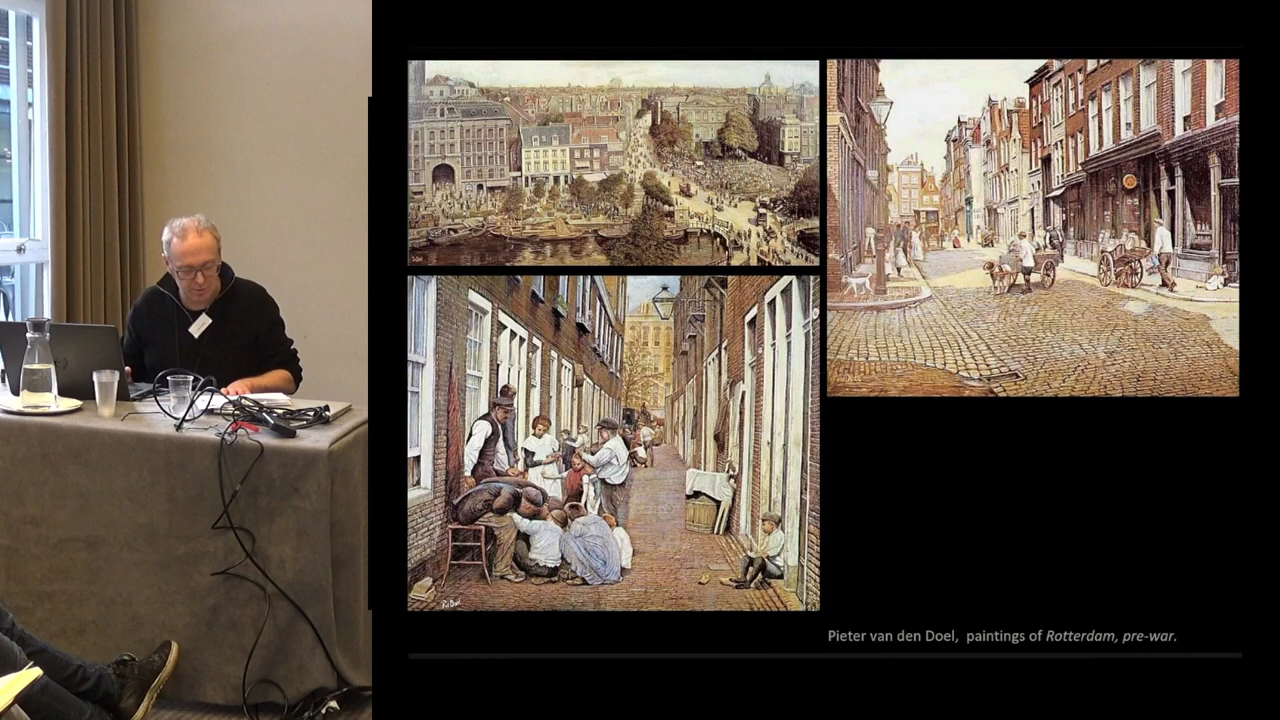 Pieter van den Doel,  paintings of Rotterdam, pre-war.